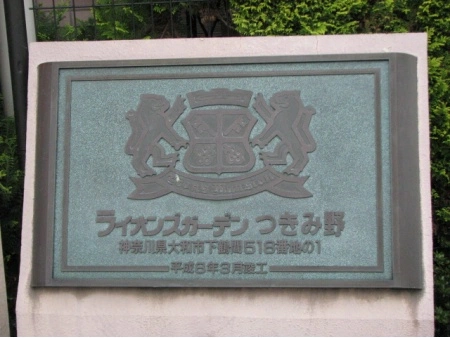 ライオンズガーデン つきみ野
神奈川県大和市下鶴間518番地の1
平成6年3月竣工